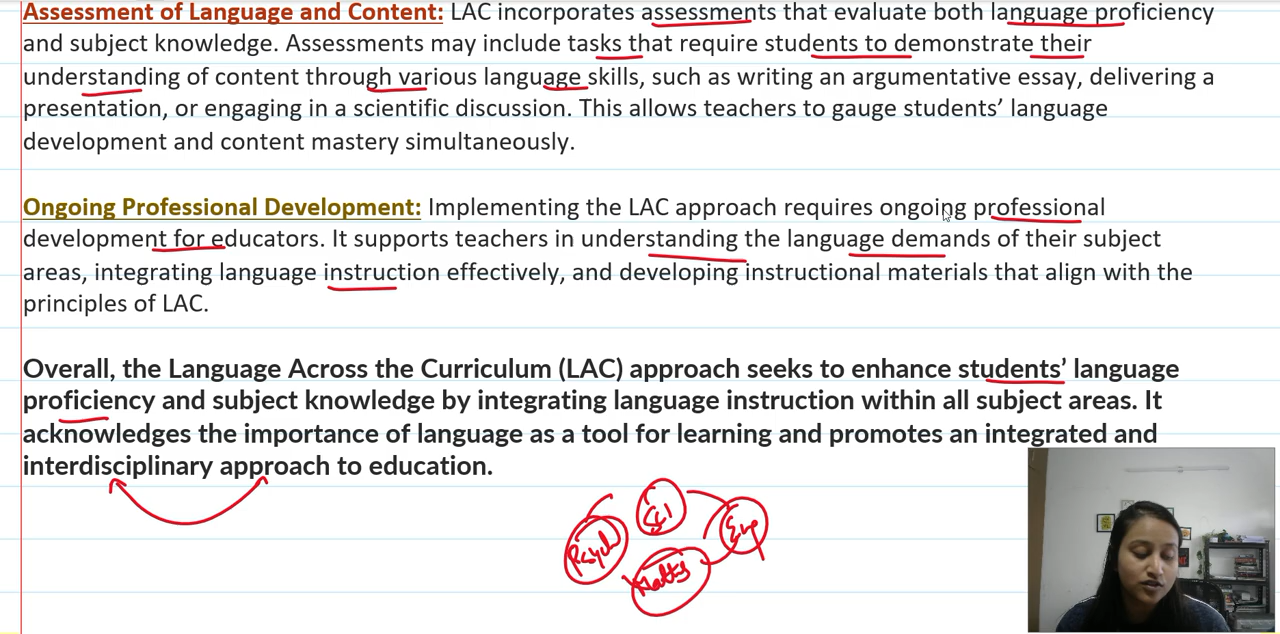 Assessment of Language and Content: LAC incorporates assessments that evaluate both language proficiency
and subject knowledge. Assessments may include tasks that require students to demonstrate their
understanding of content through various language skills, such as writing an argumentative essay, delivering a
presentation, or engaging in a scientific discussion. This allows teachers to gauge students’ language
development and content mastery simultaneously.
Ongoing Professional Development: Implementing the LAC approach requires ongoing professional
development for educators. It supports teachers in understanding the language demands of their subject
areas, integrating language instruction effectively, and developing instructional materials that align with the
principles of LAC.
Overall, the Language Across the Curriculum (LAC) approach seeks to enhance students’ language
proficiency and subject knowledge by integrating language instruction within all subject areas. It
acknowledges the importance of language as a tool for learning and promotes an integrated and
interdisciplinary approach to education.
Sci
Psych
Maths